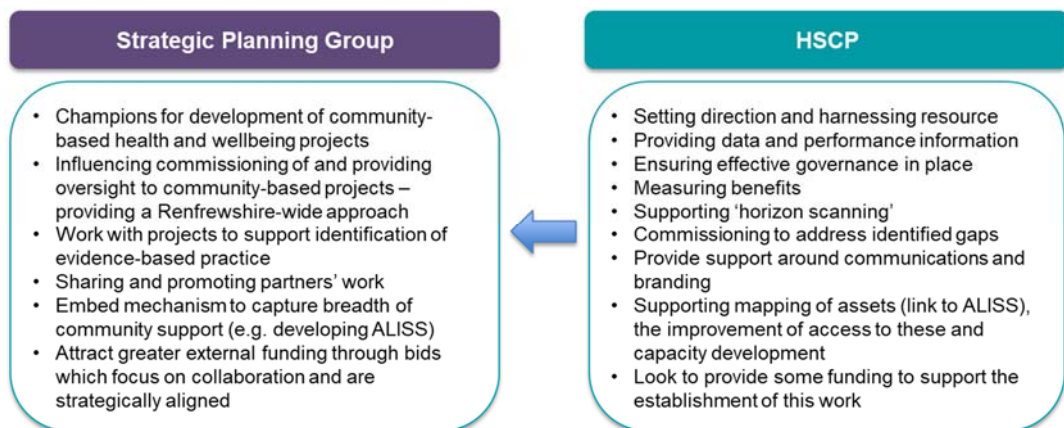 Strategic Planning Group
• Champions for development of community-
based health and wellbeing projects
• Influencing commissioning of and providing
oversight to community-based projects –
providing a Renfrewshire-wide approach
• Work with projects to support identification of
evidence-based practice
• Sharing and promoting partners' work
• Embed mechanism to capture breadth of
community support (e.g. developing ALISS)
• Attract greater external funding through bids
which focus on collaboration and are
strategically aligned
HSCP
• Setting direction and harnessing resource
• Providing data and performance information
• Ensuring effective governance in place
• Measuring benefits
• Supporting 'horizon scanning'
• Commissioning to address identified gaps
• Provide support around communications and
branding
• Supporting mapping of assets (link to ALISS),
the improvement of access to these and
capacity development
• Look to provide some funding to support the
establishment of this work